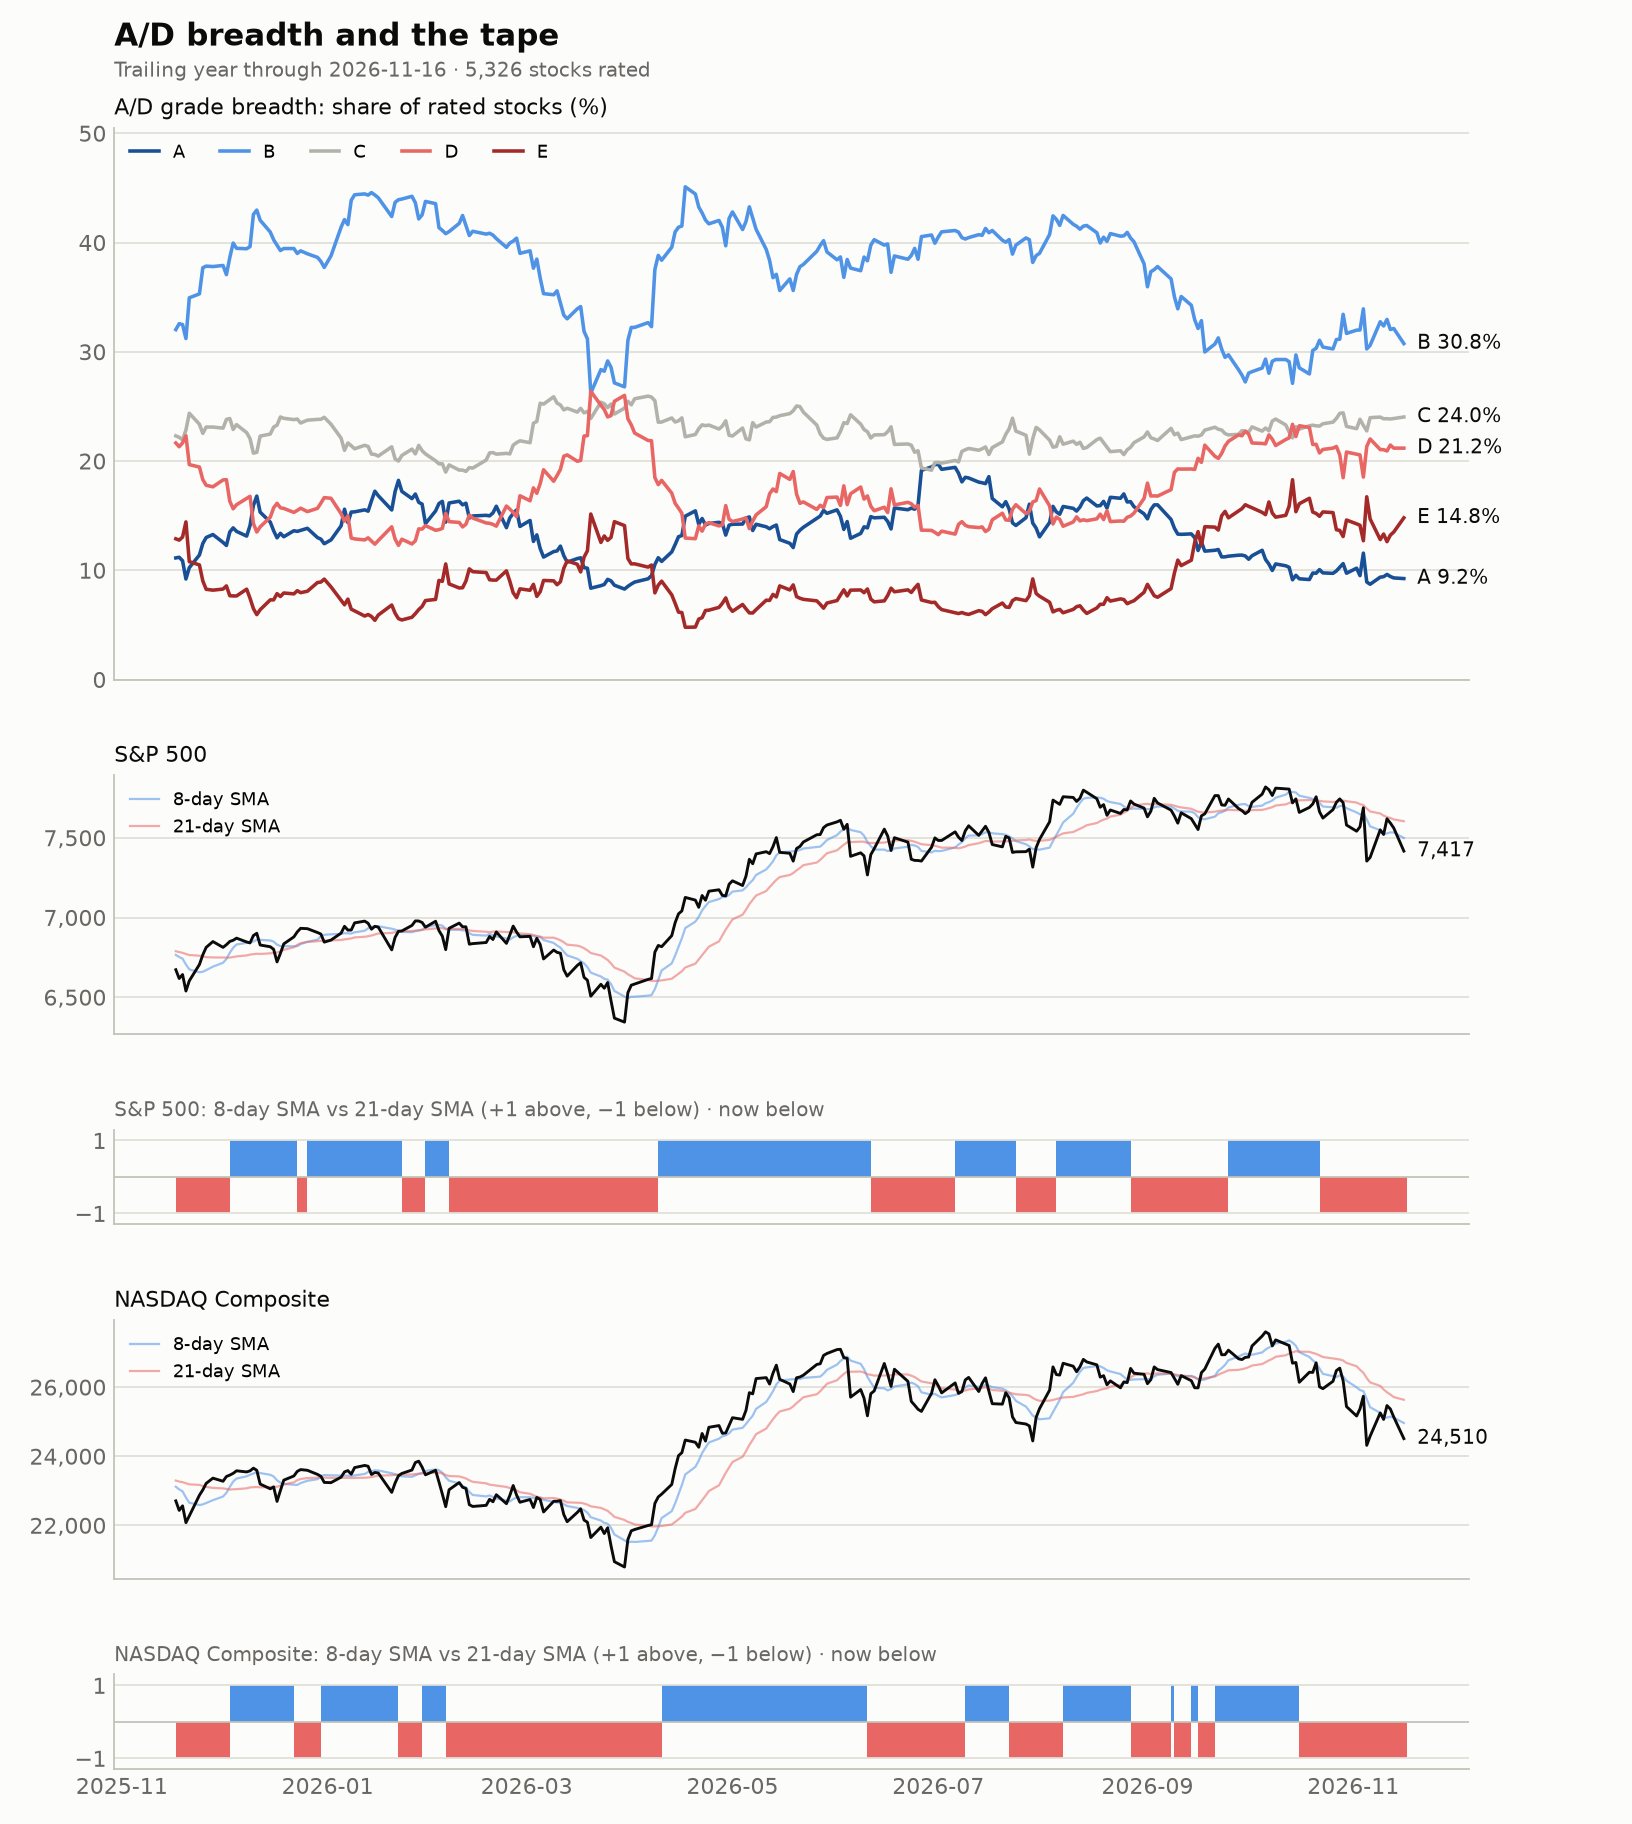 A/D breadth and the tape
Trailing year through 2026-11-16 · 5,326 stocks rated
A/D grade breadth: share of rated stocks (%)
50
A B C D E
40
B 30.8%
30
C 24.0%
D 21.2%
20
E 14.8%
A 9.2%
10
0
S&P 500
8-day SMA
21-day SMA
7,500
7,417
7,000
6,500
S&P 500: 8-day SMA vs 21-day SMA (+1 above, −1 below) · now below
1
−1
NASDAQ Composite
8-day SMA
21-day SMA
26,000
24,510
24,000
22,000
NASDAQ Composite: 8-day SMA vs 21-day SMA (+1 above, −1 below) · now below
1
−1
2025-11 2026-01 2026-03 2026-05 2026-07 2026-09 2026-11